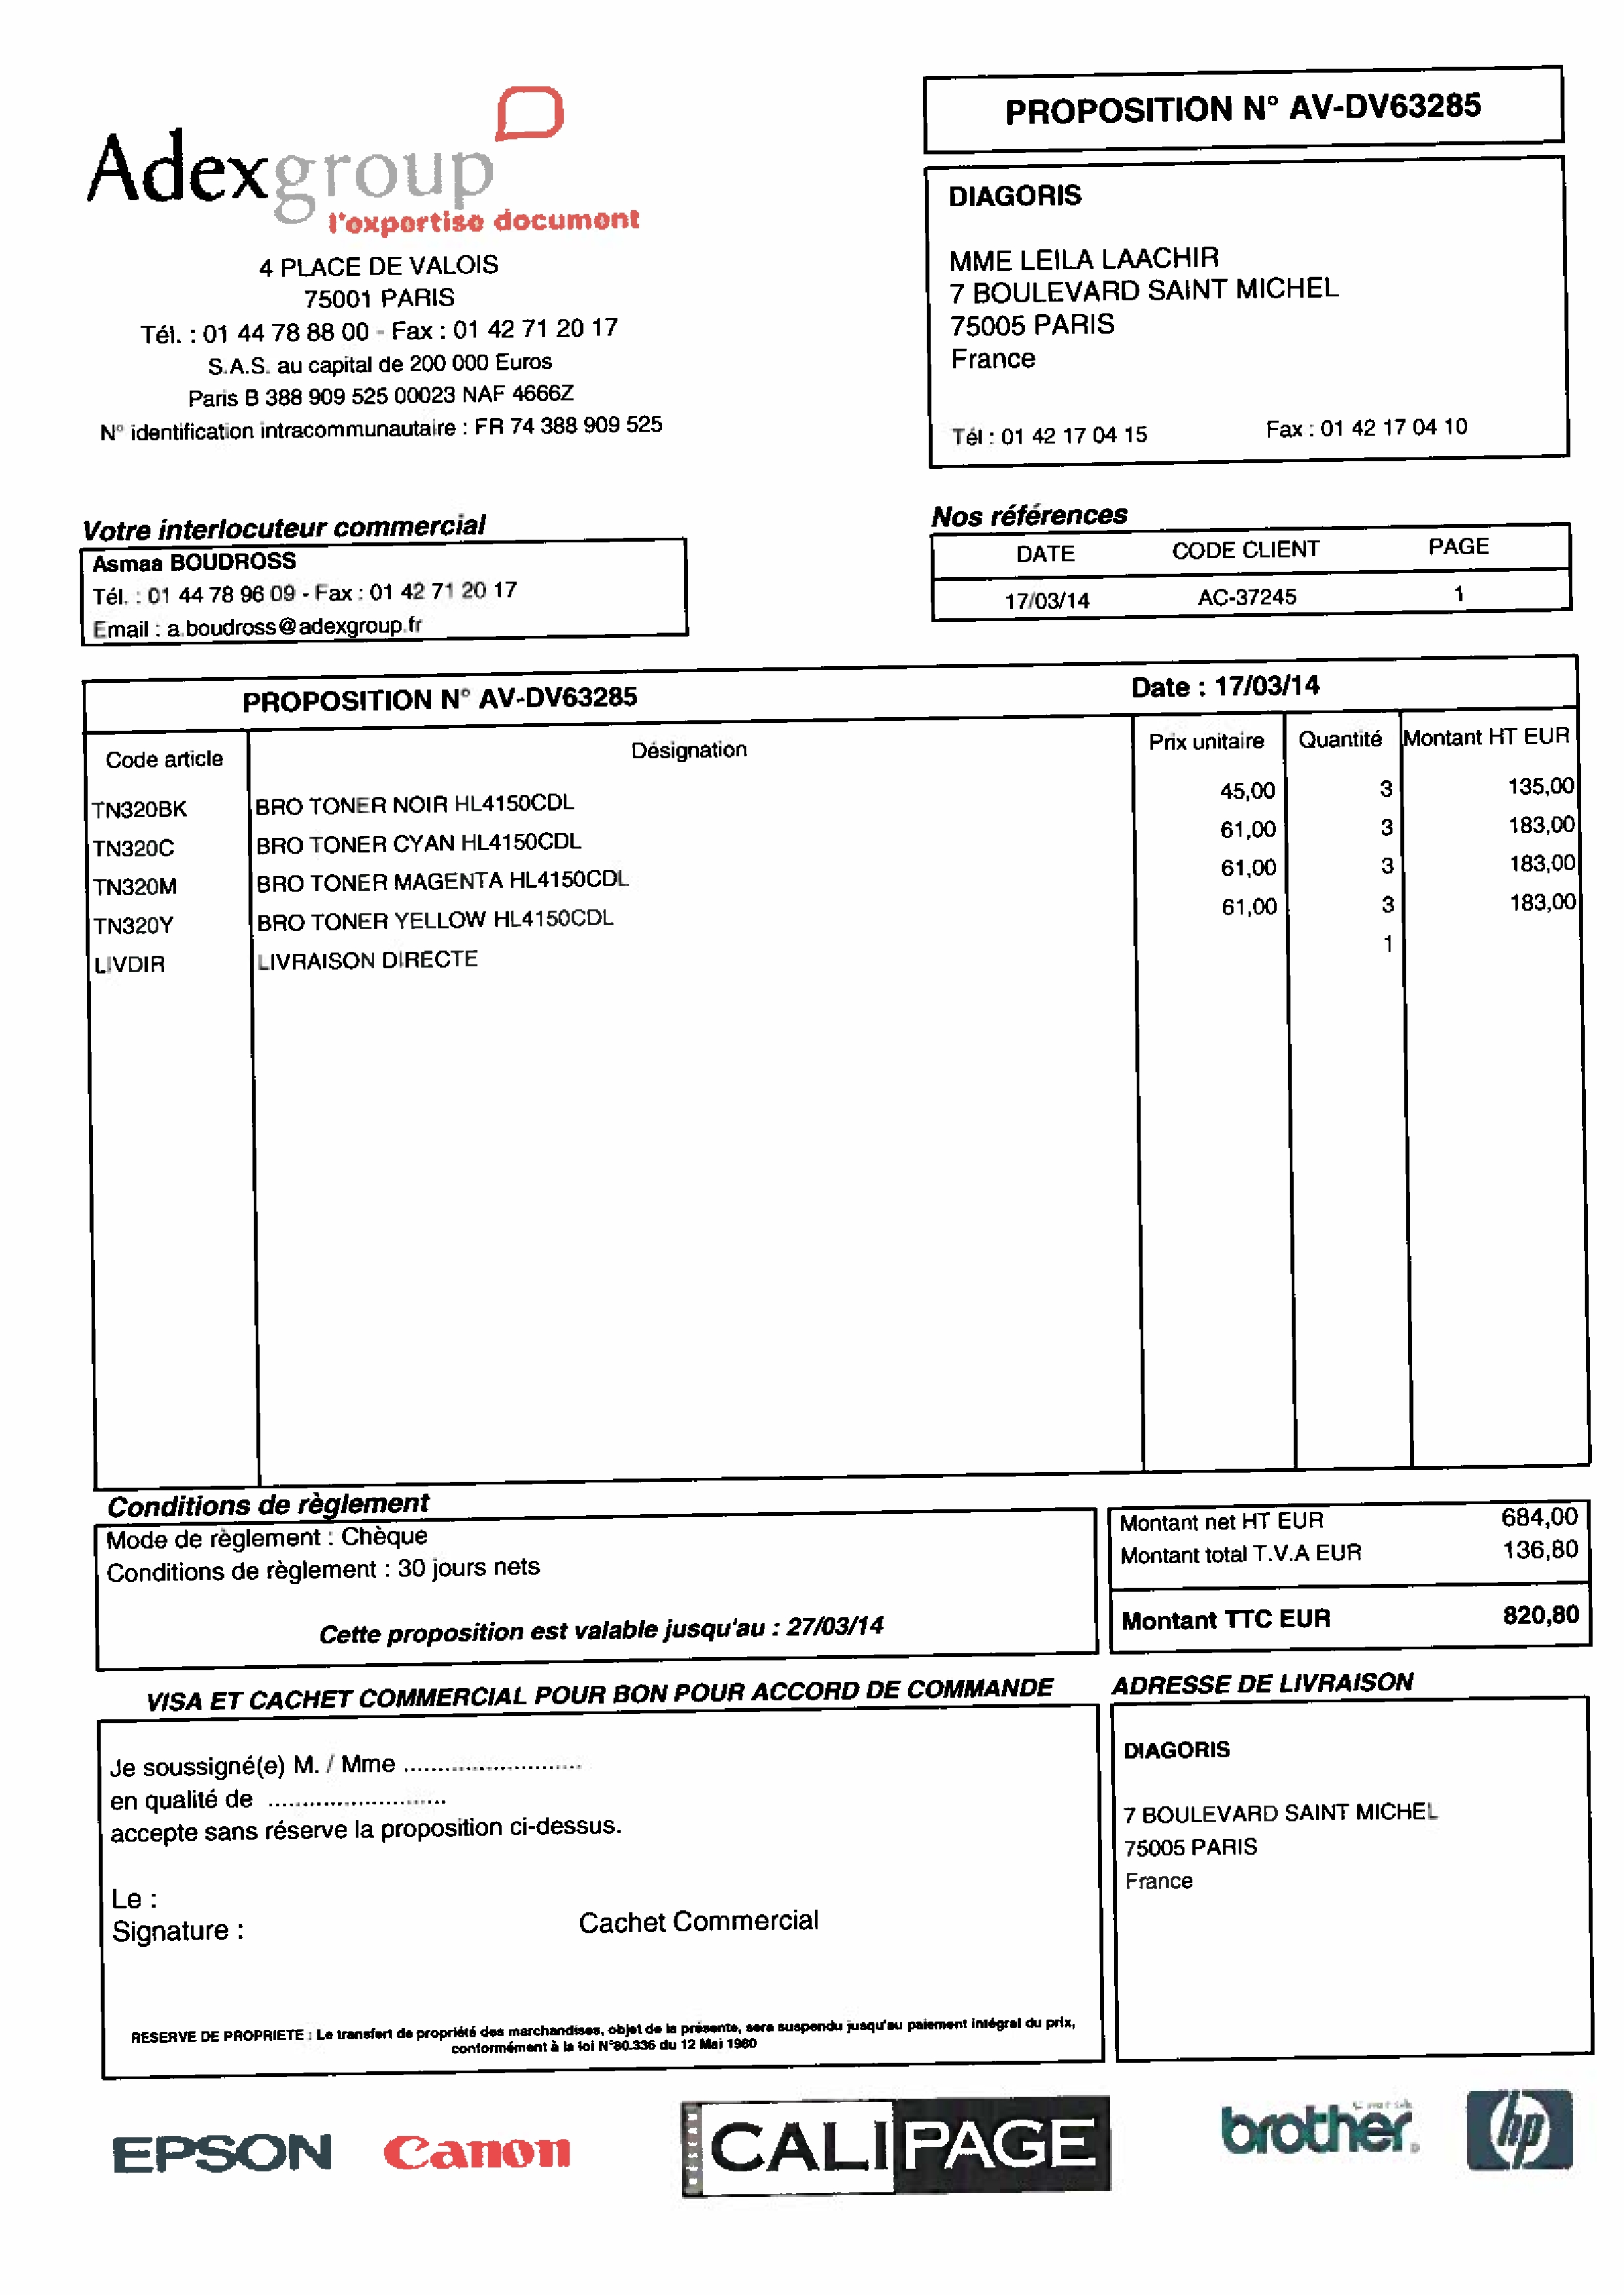 Adexgroup
l'expertise document
4 PLACE DE VALOIS
75001 PARIS
Tél. : 01 44 78 88 00 - Fax : 01 42 71 20 17
S.A.S. au capital de 200 000 Euros
Paris B 388 909 525 00023 NAF 4666Z
N° identification intracommunautaire : FR 74 388 909 525
PROPOSITION N° AV-DV63285
DIAGORIS
MME LEILA LAACHIR
7 BOULEVARD SAINT MICHEL
75005 PARIS
France
Tél : 01 42 17 04 15 Fax : 01 42 17 04 10
Votre interlocuteur commercial
Asmaa BOUDROSS
Tél. : 01 44 78 96 09 - Fax : 01 42 71 20 17
Email : a.boudross@adexgroup.fr
Nos références
DATE CODE CLIENT PAGE
17/03/14 AC-37245 1
PROPOSITION N° AV-DV63285 Date : 17/03/14
Code article Désignation Prix unitaire Quantité Montant HT EUR
TN320BK BRO TONER NOIR HL4150CDL 45,00 3 135,00
TN320C BRO TONER CYAN HL4150CDL 61,00 3 183,00
TN320M BRO TONER MAGENTA HL4150CDL 61,00 3 183,00
TN320Y BRO TONER YELLOW HL4150CDL 61,00 3 183,00
LIVDIR LIVRAISON DIRECTE 1
Conditions de règlement
Mode de règlement : Chèque
Conditions de règlement : 30 jours nets
Cette proposition est valable jusqu'au : 27/03/14
Montant net HT EUR 684,00
Montant total T.V.A EUR 136,80
Montant TTC EUR 820,80
VISA ET CACHET COMMERCIAL POUR BON POUR ACCORD DE COMMANDE
Je soussigné(e) M. / Mme ..........................
en qualité de ..........................
accepte sans réserve la proposition ci-dessus.
Le :
Signature : Cachet Commercial
RESERVE DE PROPRIETE : Le transfert de propriété des marchandises, objet de la présente, sera suspendu jusqu'au paiement intégral du prix,
conformément à la loi N°80.336 du 12 Mai 1980
ADRESSE DE LIVRAISON
DIAGORIS
7 BOULEVARD SAINT MICHEL
75005 PARIS
France
EPSON Canon RESEAU CALIPAGE brother hp